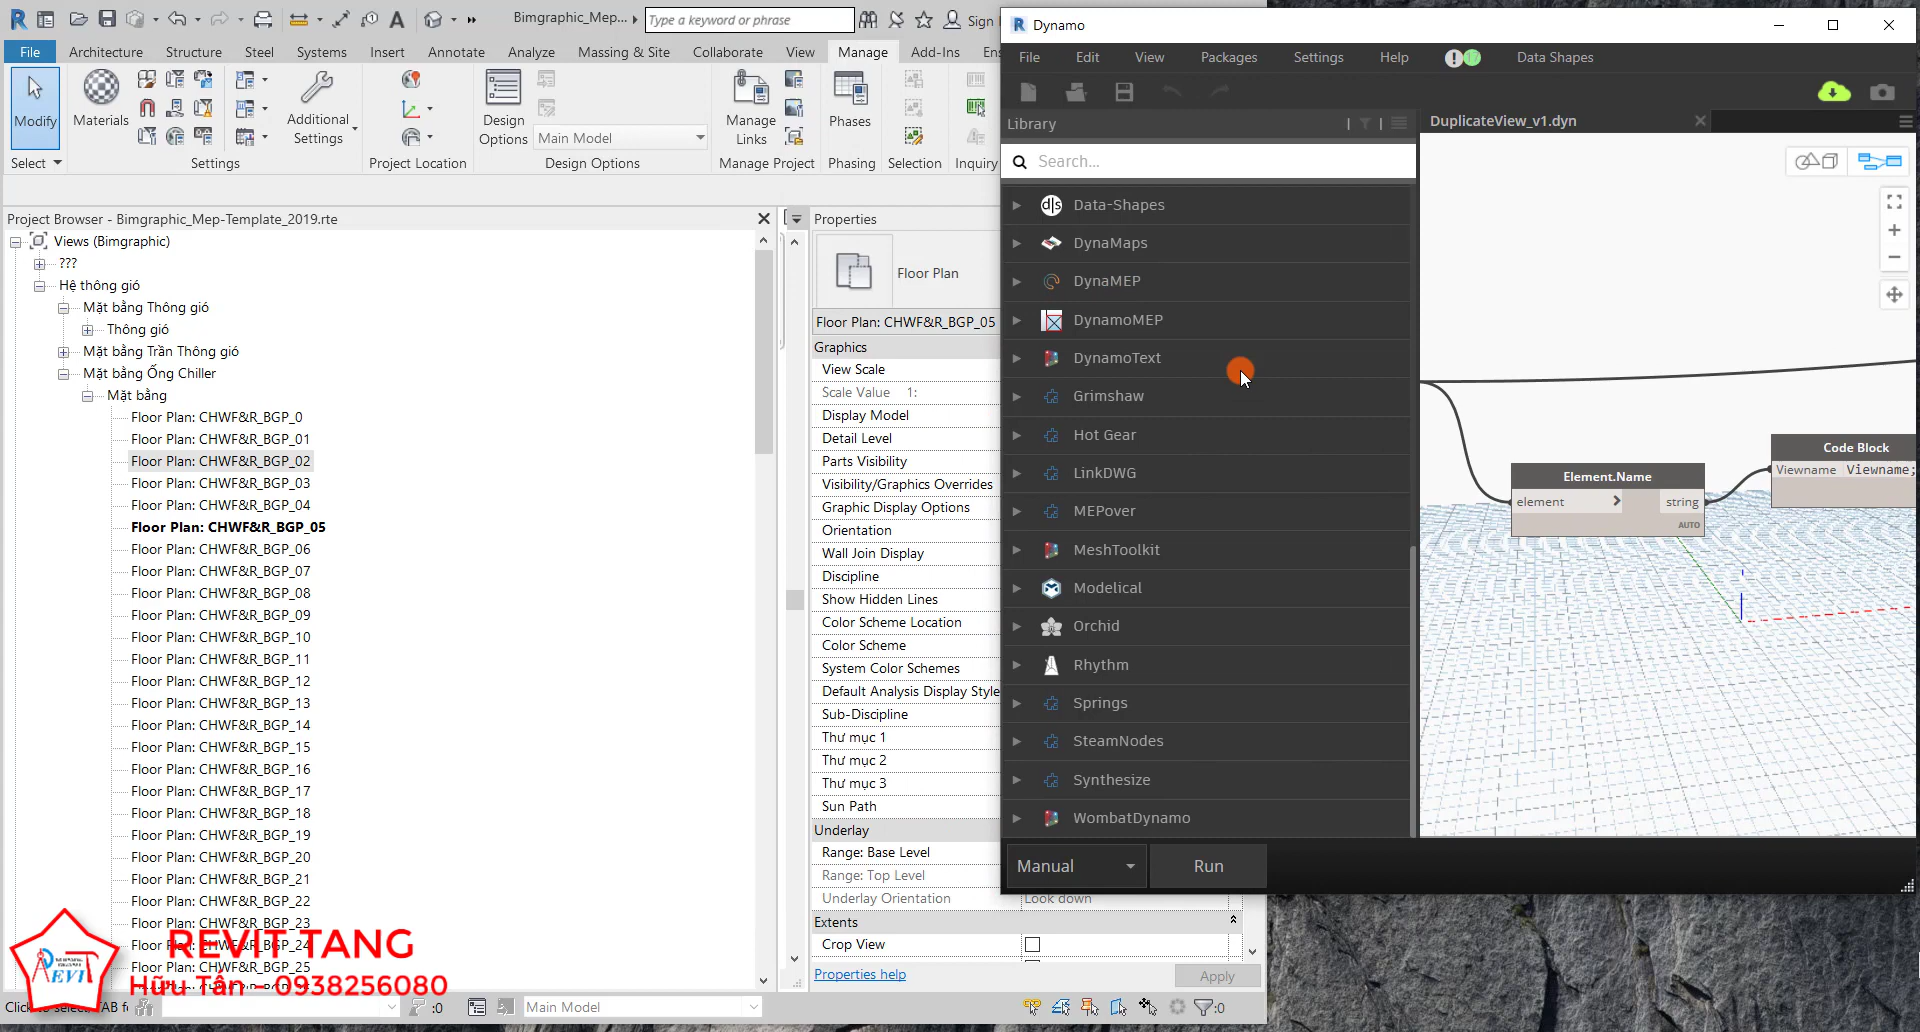 Bimgraphic_Mep...
Type a keyword or phrase
Sign
File
Architecture
Structure
Steel
Systems
Insert
Annotate
Analyze
Massing & Site
Collaborate
View
Manage
Add-Ins
Modify
Materials
Additional
Settings
Design
Options
Main Model
Manage
Links
Phases
Select
Settings
Project Location
Design Options
Manage Project
Phasing
Selection
Inquiry
Project Browser - Bimgraphic_Mep-Template_2019.rte
Views (Bimgraphic)
???
Hệ thông gió
Mặt bằng Thông gió
Thông gió
Mặt bằng Trần Thông gió
Mặt bằng Ống Chiller
Mặt bằng
Floor Plan: CHWF&R_BGP_0
Floor Plan: CHWF&R_BGP_01
Floor Plan: CHWF&R_BGP_02
Floor Plan: CHWF&R_BGP_03
Floor Plan: CHWF&R_BGP_04
Floor Plan: CHWF&R_BGP_05
Floor Plan: CHWF&R_BGP_06
Floor Plan: CHWF&R_BGP_07
Floor Plan: CHWF&R_BGP_08
Floor Plan: CHWF&R_BGP_09
Floor Plan: CHWF&R_BGP_10
Floor Plan: CHWF&R_BGP_11
Floor Plan: CHWF&R_BGP_12
Floor Plan: CHWF&R_BGP_13
Floor Plan: CHWF&R_BGP_14
Floor Plan: CHWF&R_BGP_15
Floor Plan: CHWF&R_BGP_16
Floor Plan: CHWF&R_BGP_17
Floor Plan: CHWF&R_BGP_18
Floor Plan: CHWF&R_BGP_19
Floor Plan: CHWF&R_BGP_20
Floor Plan: CHWF&R_BGP_21
Floor Plan: CHWF&R_BGP_22
Floor Plan: CHWF&R_BGP_23
Floor Plan: CHWF&R_BGP_24
Floor Plan: CHWF&R_BGP_25
REVIT TANG
Hữu Tấn - 0938256080
REVIT
:0
Main Model
:0
Properties
Floor Plan
Floor Plan: CHWF&R_BGP_05
Graphics
View Scale
Scale Value 1:
Display Model
Detail Level
Parts Visibility
Visibility/Graphics Overrides
Graphic Display Options
Orientation
Wall Join Display
Discipline
Show Hidden Lines
Color Scheme Location
Color Scheme
System Color Schemes
Default Analysis Display Style
Sub-Discipline
Thư mục 1
Thư mục 2
Thư mục 3
Sun Path
Underlay
Range: Base Level
Range: Top Level
Underlay Orientation
Look down
Extents
Crop View
Properties help
Apply
Dynamo
File
Edit
View
Packages
Settings
Help
17
Data Shapes
Library
DuplicateView_v1.dyn
Search...
d|s
Data-Shapes
DynaMaps
DynaMEP
DynamoMEP
DynamoText
Grimshaw
Hot Gear
LinkDWG
MEPover
MeshToolkit
Modelical
Orchid
Rhythm
Springs
SteamNodes
Synthesize
WombatDynamo
Manual
Run
Element.Name
element
string
AUTO
Code Block
Viewname
Viewname;